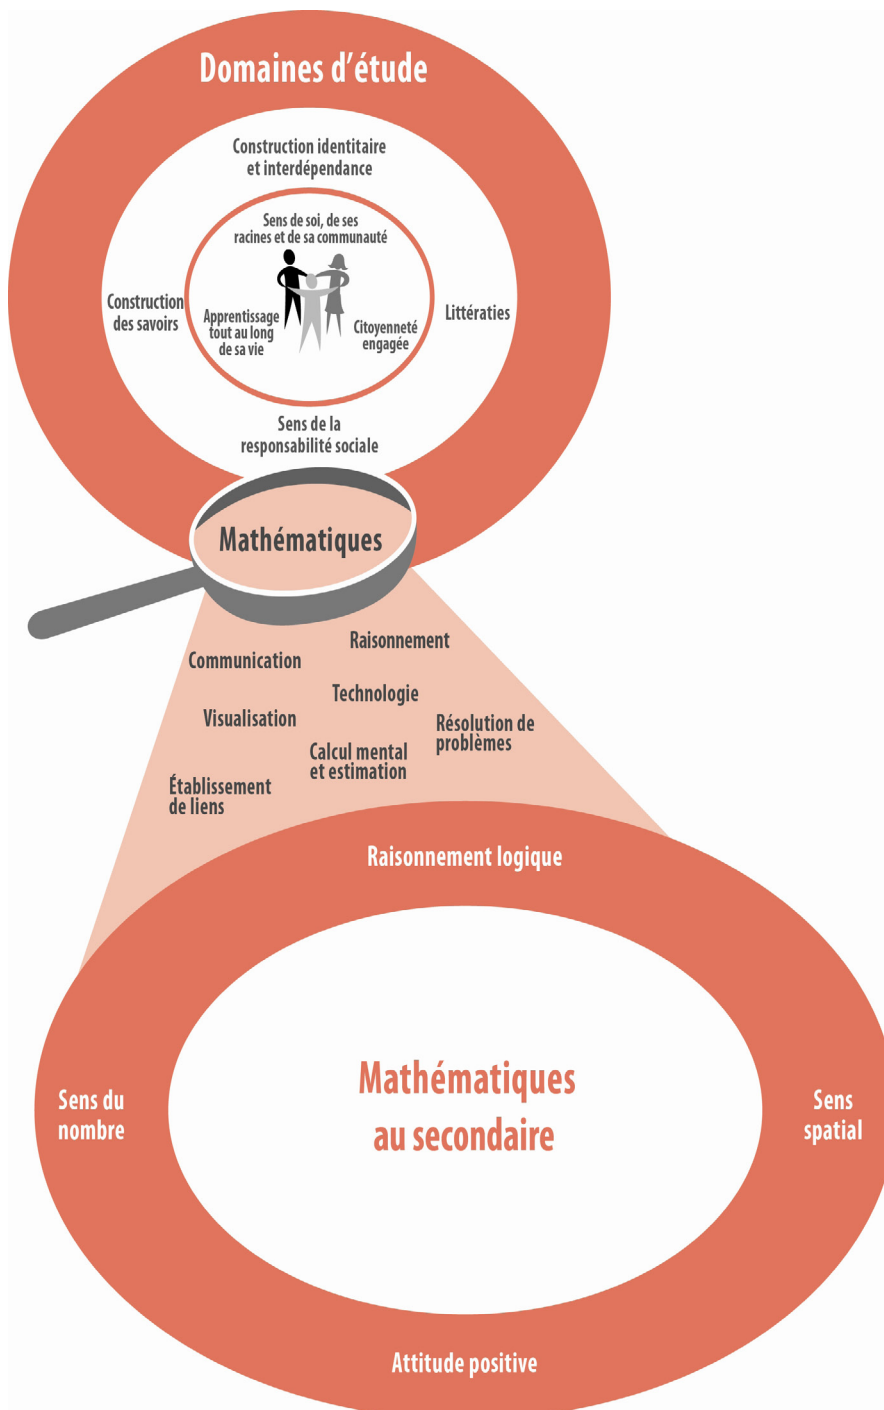 Domaines d'étude
Construction identitaire
et interdépendance
Sens de soi, de ses
racines et de sa communauté
Construction
des savoirs
Apprentissage
tout au long
de sa vie
Citoyenneté
engagée
Littératies
Sens de la
responsabilité sociale
Mathématiques
Raisonnement
Communication
Technologie
Visualisation
Résolution de
problèmes
Calcul mental
et estimation
Établissement
de liens
Raisonnement logique
Mathématiques
au secondaire
Sens du
nombre
Sens
spatial
Attitude positive